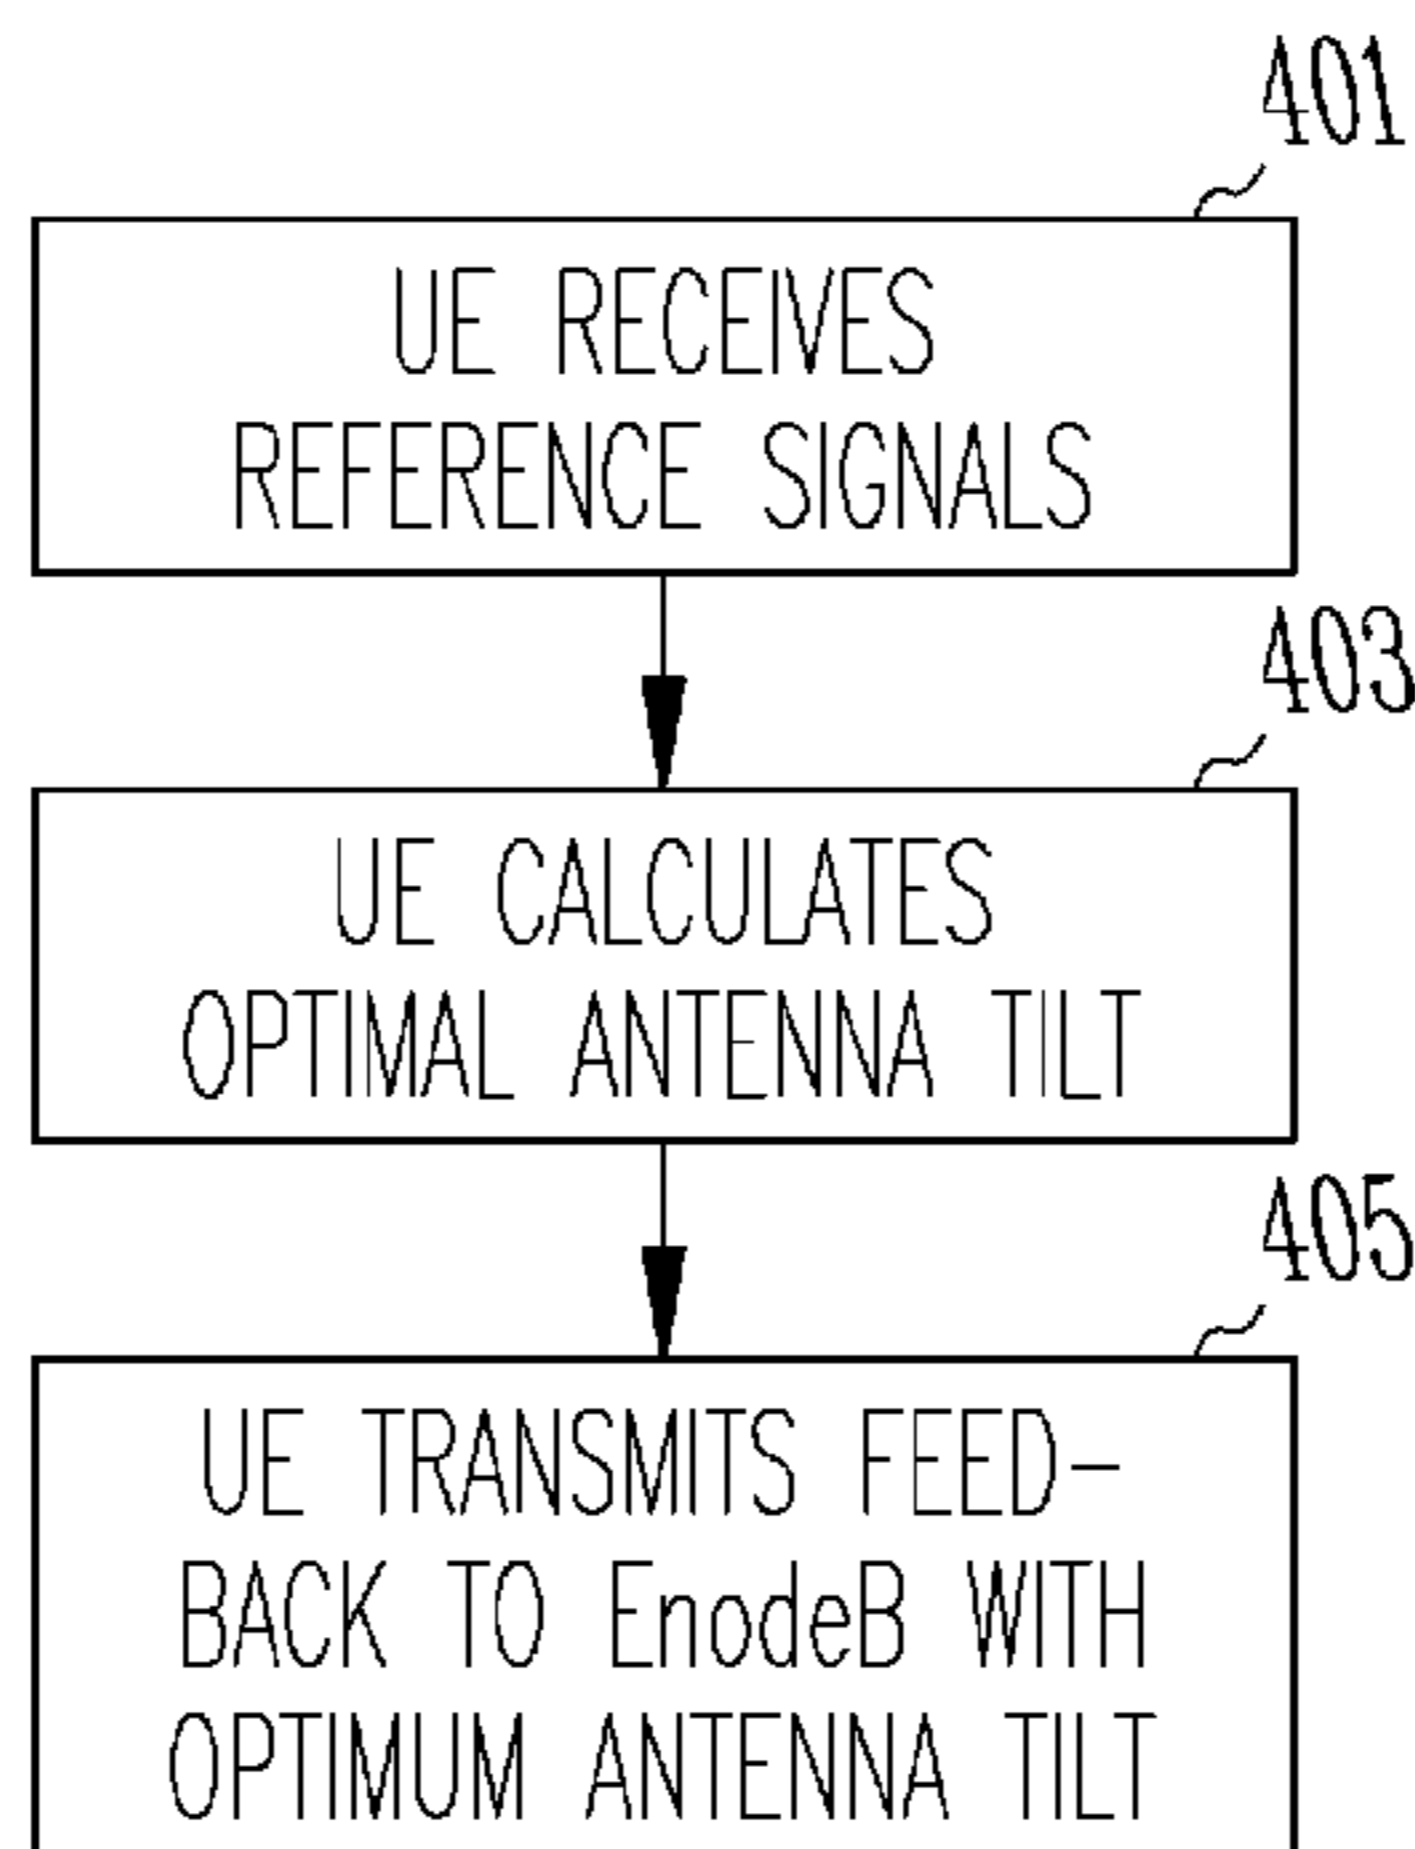 401
UE RECEIVES
REFERENCE SIGNALS
403
UE CALCULATES
OPTIMAL ANTENNA TILT
405
UE TRANSMITS FEED-
BACK TO EnodeB WITH
OPTIMUM ANTENNA TILT